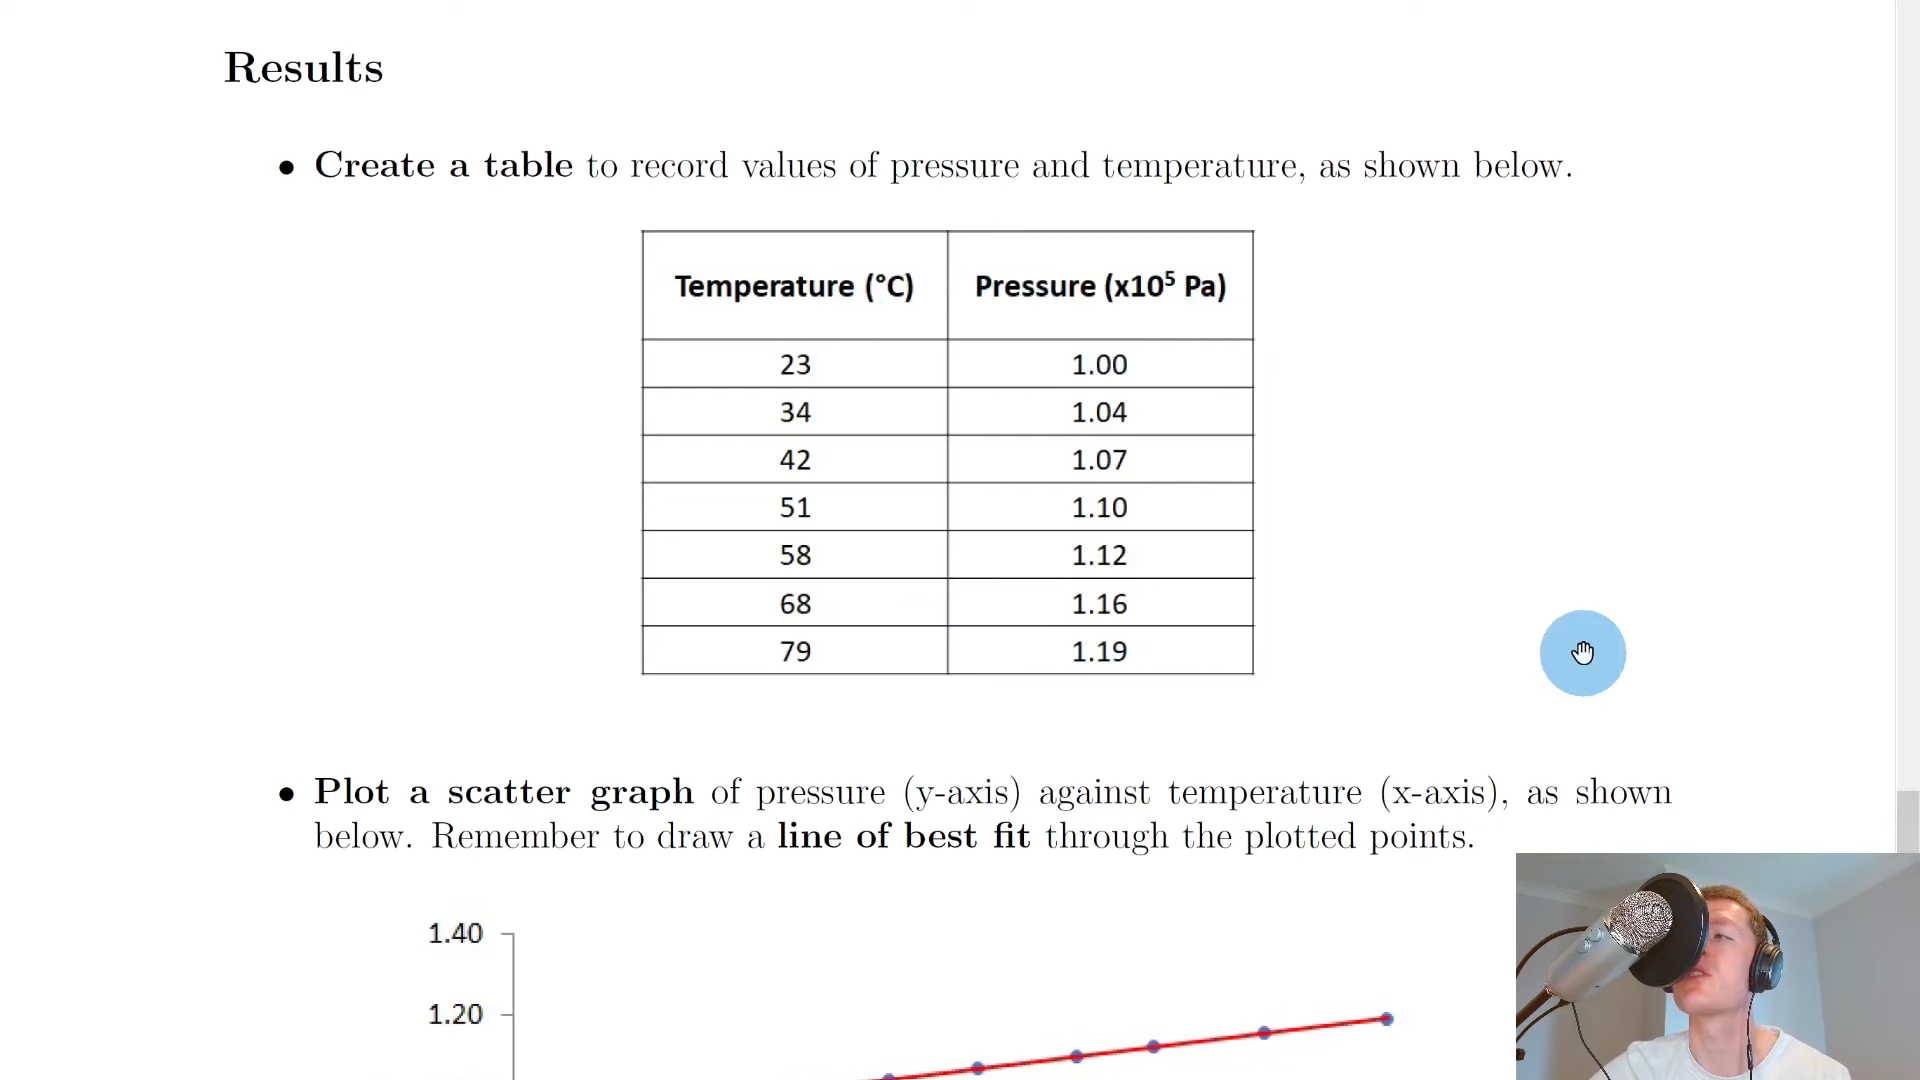 Results
• Create a table to record values of pressure and temperature, as shown below.
Temperature (°C) Pressure (x10⁵ Pa)
23 1.00
34 1.04
42 1.07
51 1.10
58 1.12
68 1.16
79 1.19
• Plot a scatter graph of pressure (y-axis) against temperature (x-axis), as shown
below. Remember to draw a line of best fit through the plotted points.
1.40
1.20